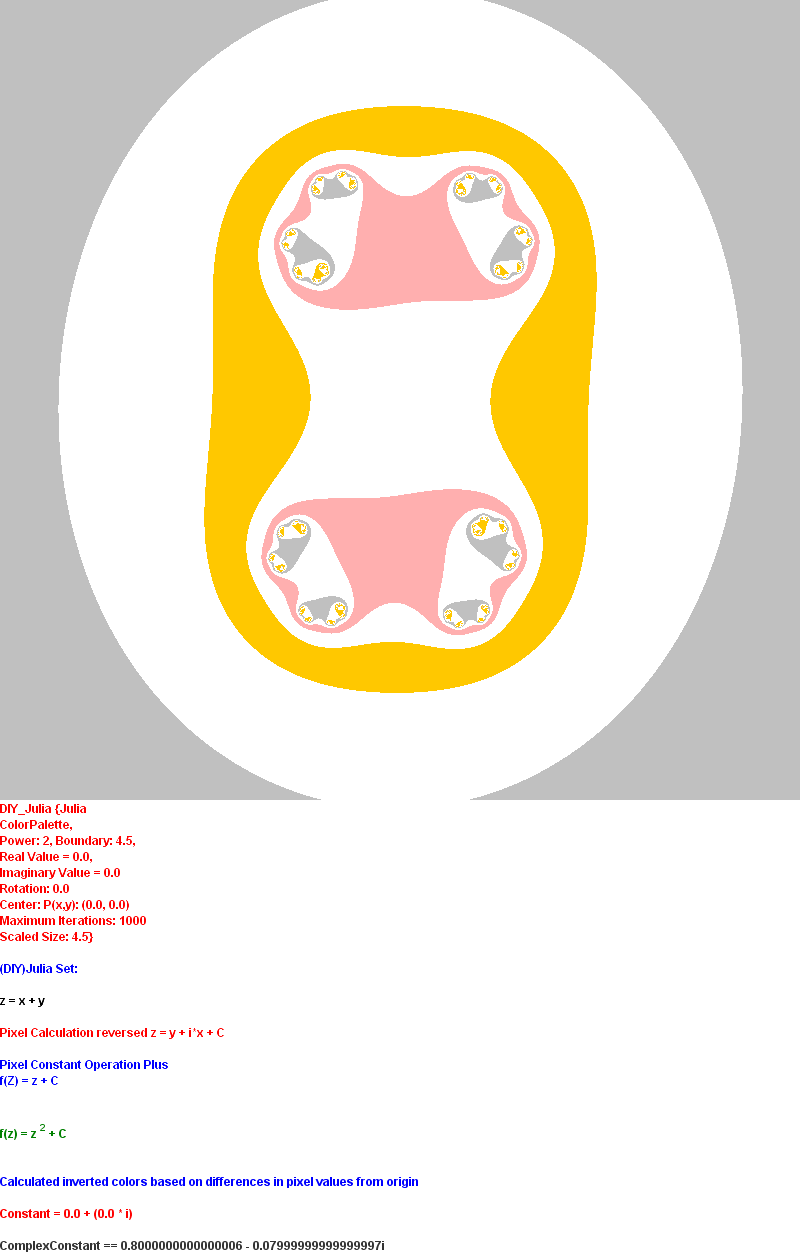 DIY_Julia {Julia
ColorPalette,
Power: 2, Boundary: 4.5,
Real Value = 0.0,
Imaginary Value = 0.0
Rotation: 0.0
Center: P(x,y): (0.0, 0.0)
Maximum Iterations: 1000
Scaled Size: 4.5}
(DIY)Julia Set:
z = x + y
Pixel Calculation reversed z = y + i*x + C
Pixel Constant Operation Plus
f(Z) = z + C
f(z) = z 2 + C
Calculated inverted colors based on differences in pixel values from origin
Constant = 0.0 + (0.0 * i)
ComplexConstant == 0.8000000000000006 - 0.07999999999999997i